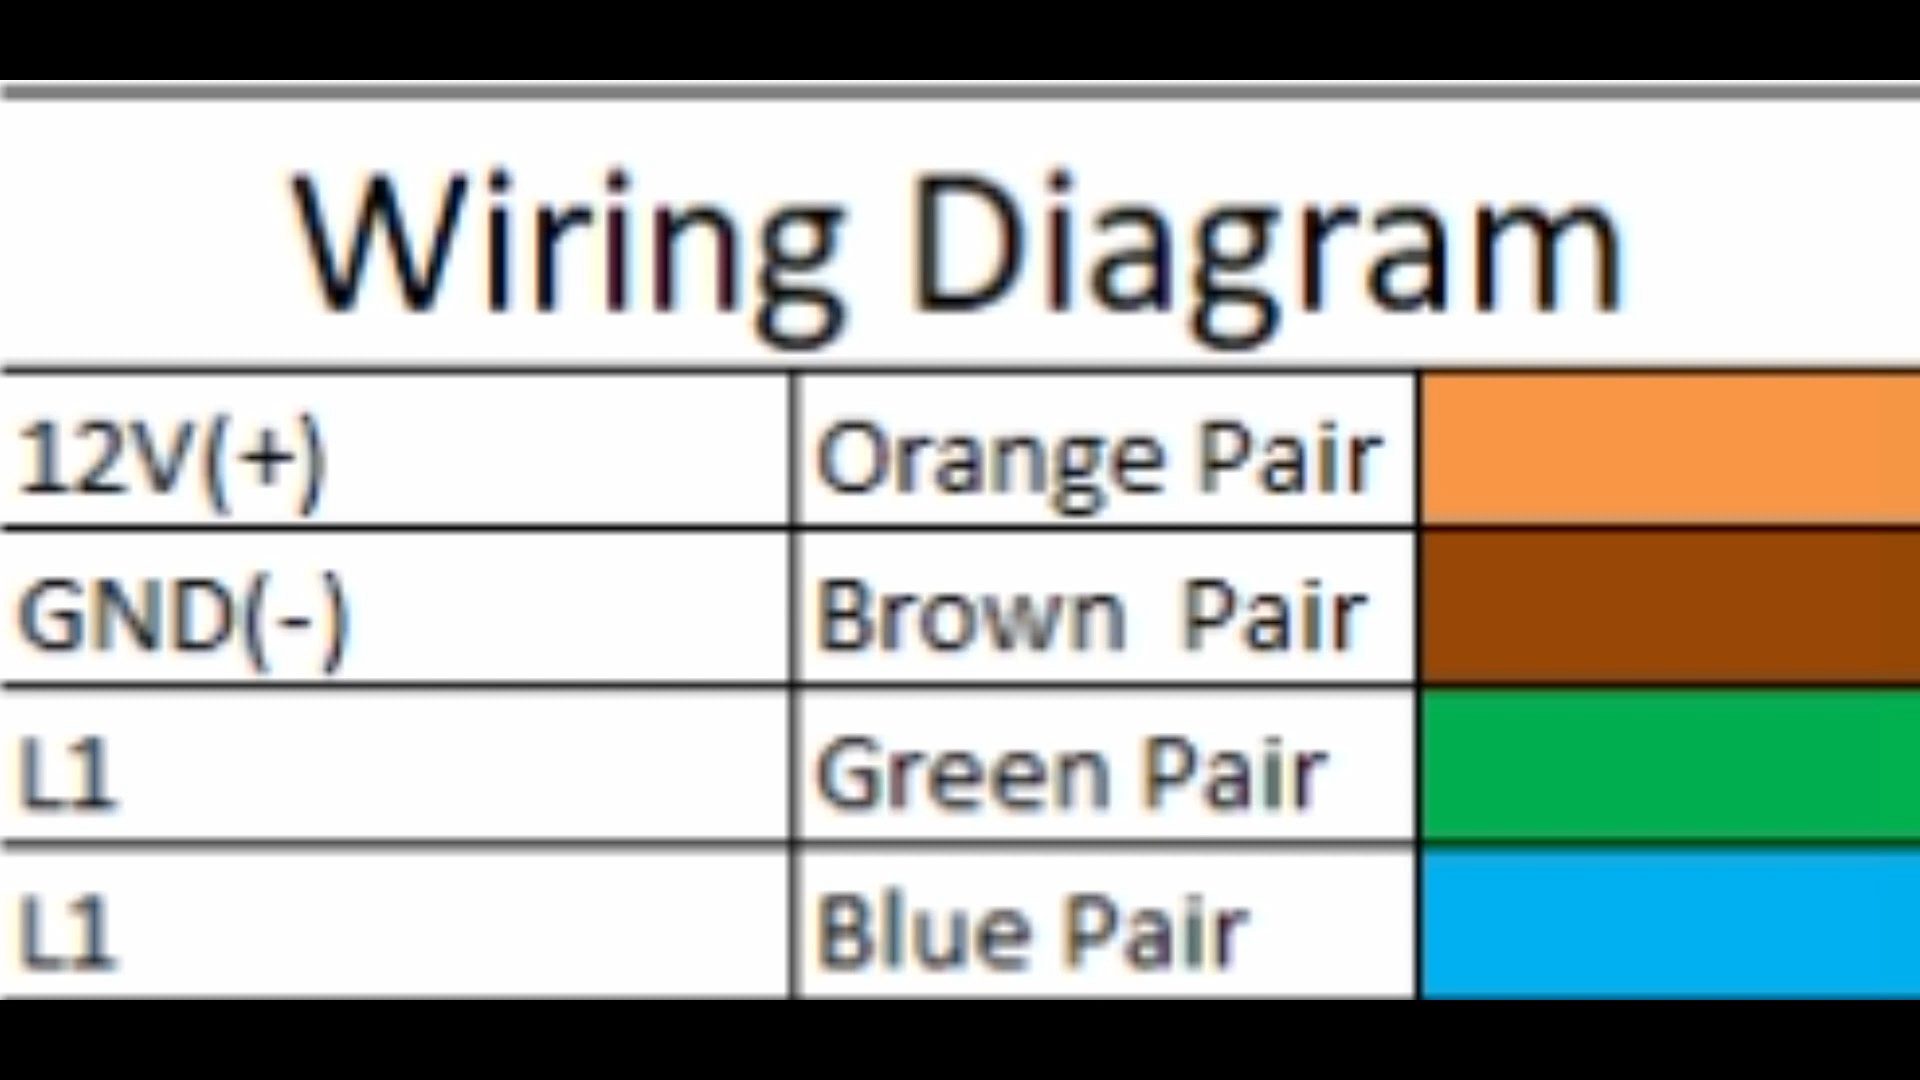 Wiring Diagram
12V(+) Orange Pair
GND(-) Brown  Pair
L1 Green Pair
L1 Blue Pair